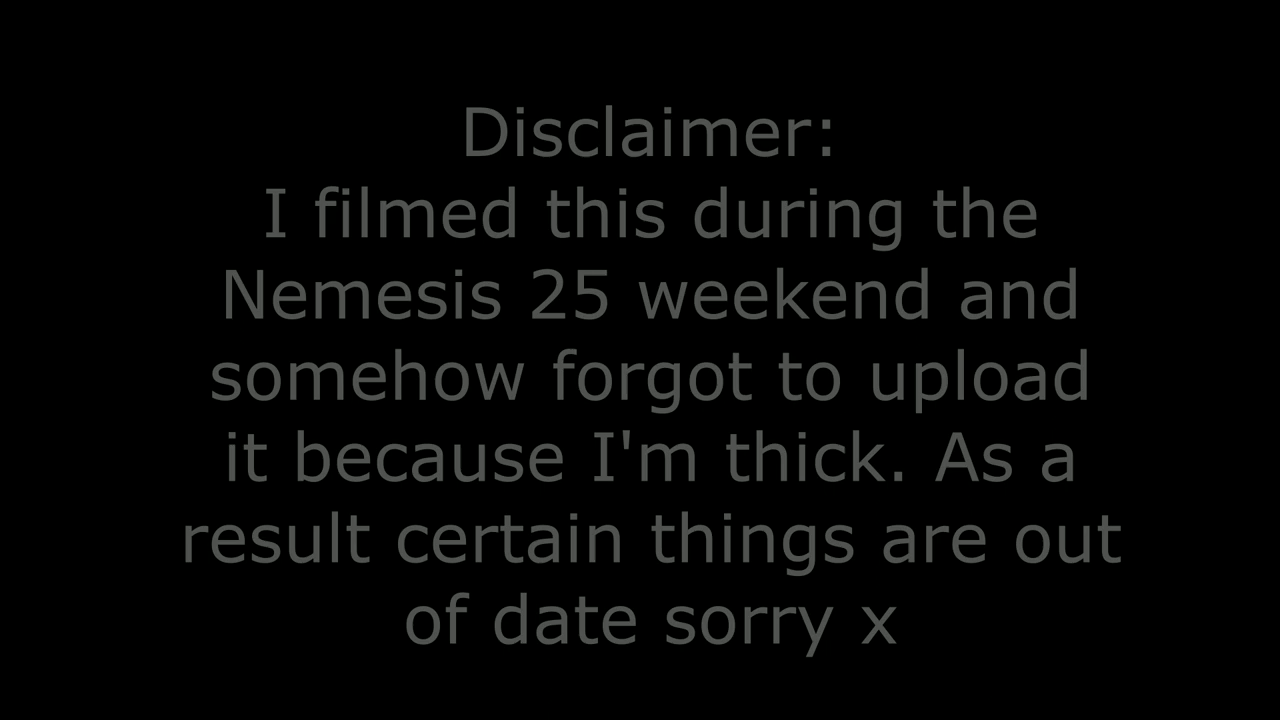 Disclaimer:
I filmed this during the
Nemesis 25 weekend and
somehow forgot to upload
it because I'm thick. As a
result certain things are out
of date sorry x